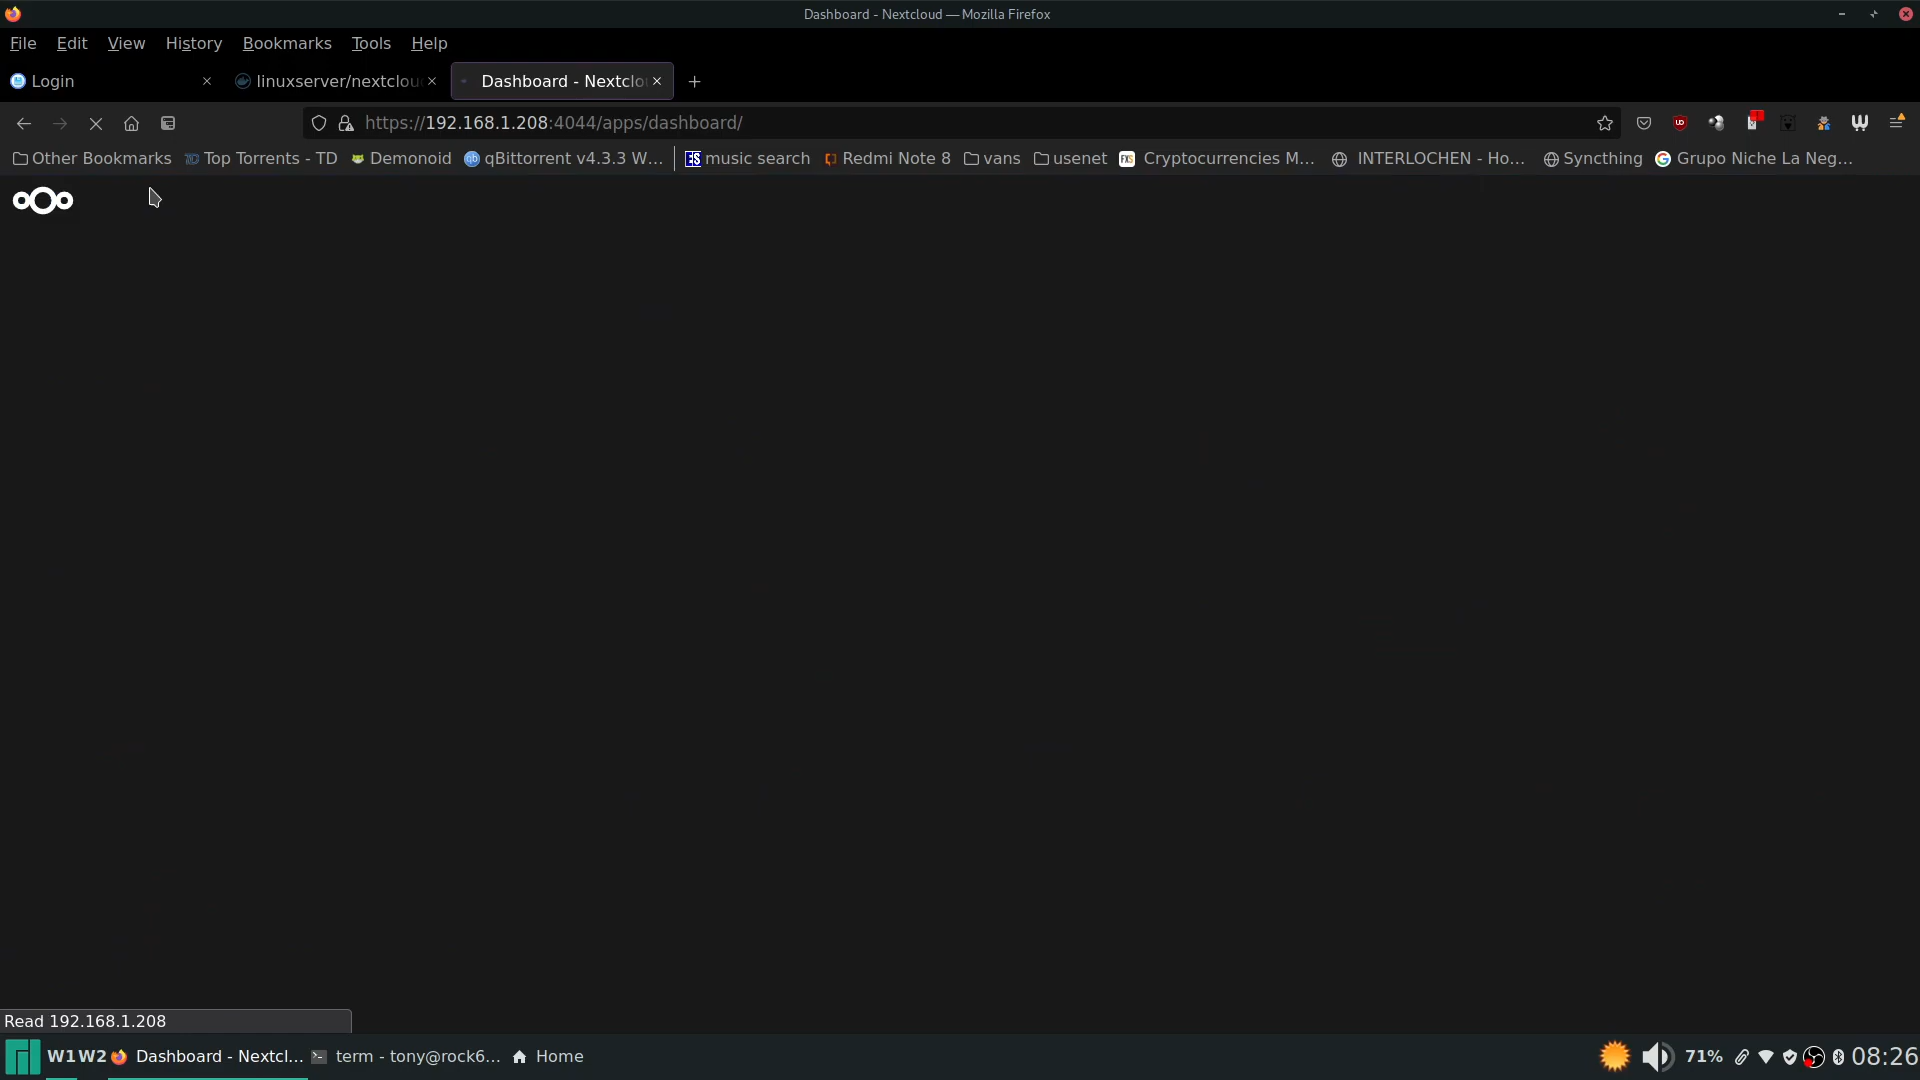 Dashboard - Nextcloud — Mozilla Firefox
File Edit View History Bookmarks Tools Help
Login linuxserver/nextclou Dashboard - Nextclo
https://192.168.1.208:4044/apps/dashboard/
Other Bookmarks Top Torrents - TD Demonoid qBittorrent v4.3.3 W... music search Redmi Note 8 vans usenet Cryptocurrencies M... INTERLOCHEN - Ho... Syncthing Grupo Niche La Neg...
Read 192.168.1.208
W1 W2 Dashboard - Nextcl... term - tony@rock6... Home 71% 08:26